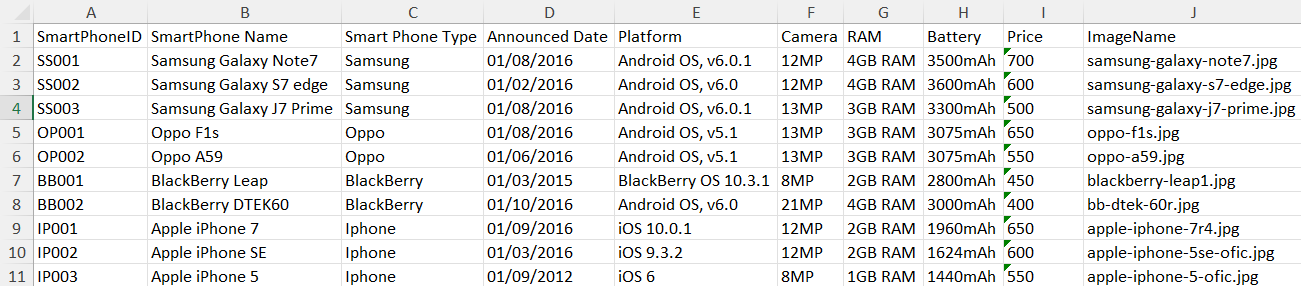 A B C D E F G H I J
1 SmartPhoneID SmartPhone Name Smart Phone Type Announced Date Platform Camera RAM Battery Price ImageName
2 SS001 Samsung Galaxy Note7 Samsung 01/08/2016 Android OS, v6.0.1 12MP 4GB RAM 3500mAh 700 samsung-galaxy-note7.jpg
3 SS002 Samsung Galaxy S7 edge Samsung 01/02/2016 Android OS, v6.0 12MP 4GB RAM 3600mAh 600 samsung-galaxy-s7-edge.jpg
4 SS003 Samsung Galaxy J7 Prime Samsung 01/08/2016 Android OS, v6.0.1 13MP 3GB RAM 3300mAh 500 samsung-galaxy-j7-prime.jpg
5 OP001 Oppo F1s Oppo 01/08/2016 Android OS, v5.1 13MP 3GB RAM 3075mAh 650 oppo-f1s.jpg
6 OP002 Oppo A59 Oppo 01/06/2016 Android OS, v5.1 13MP 3GB RAM 3075mAh 550 oppo-a59.jpg
7 BB001 BlackBerry Leap BlackBerry 01/03/2015 BlackBerry OS 10.3.1 8MP 2GB RAM 2800mAh 450 blackberry-leap1.jpg
8 BB002 BlackBerry DTEK60 BlackBerry 01/10/2016 Android OS, v6.0 21MP 4GB RAM 3000mAh 400 bb-dtek-60r.jpg
9 IP001 Apple iPhone 7 Iphone 01/09/2016 iOS 10.0.1 12MP 2GB RAM 1960mAh 650 apple-iphone-7r4.jpg
10 IP002 Apple iPhone SE Iphone 01/03/2016 iOS 9.3.2 12MP 2GB RAM 1624mAh 600 apple-iphone-5se-ofic.jpg
11 IP003 Apple iPhone 5 Iphone 01/09/2012 iOS 6 8MP 1GB RAM 1440mAh 550 apple-iphone-5-ofic.jpg